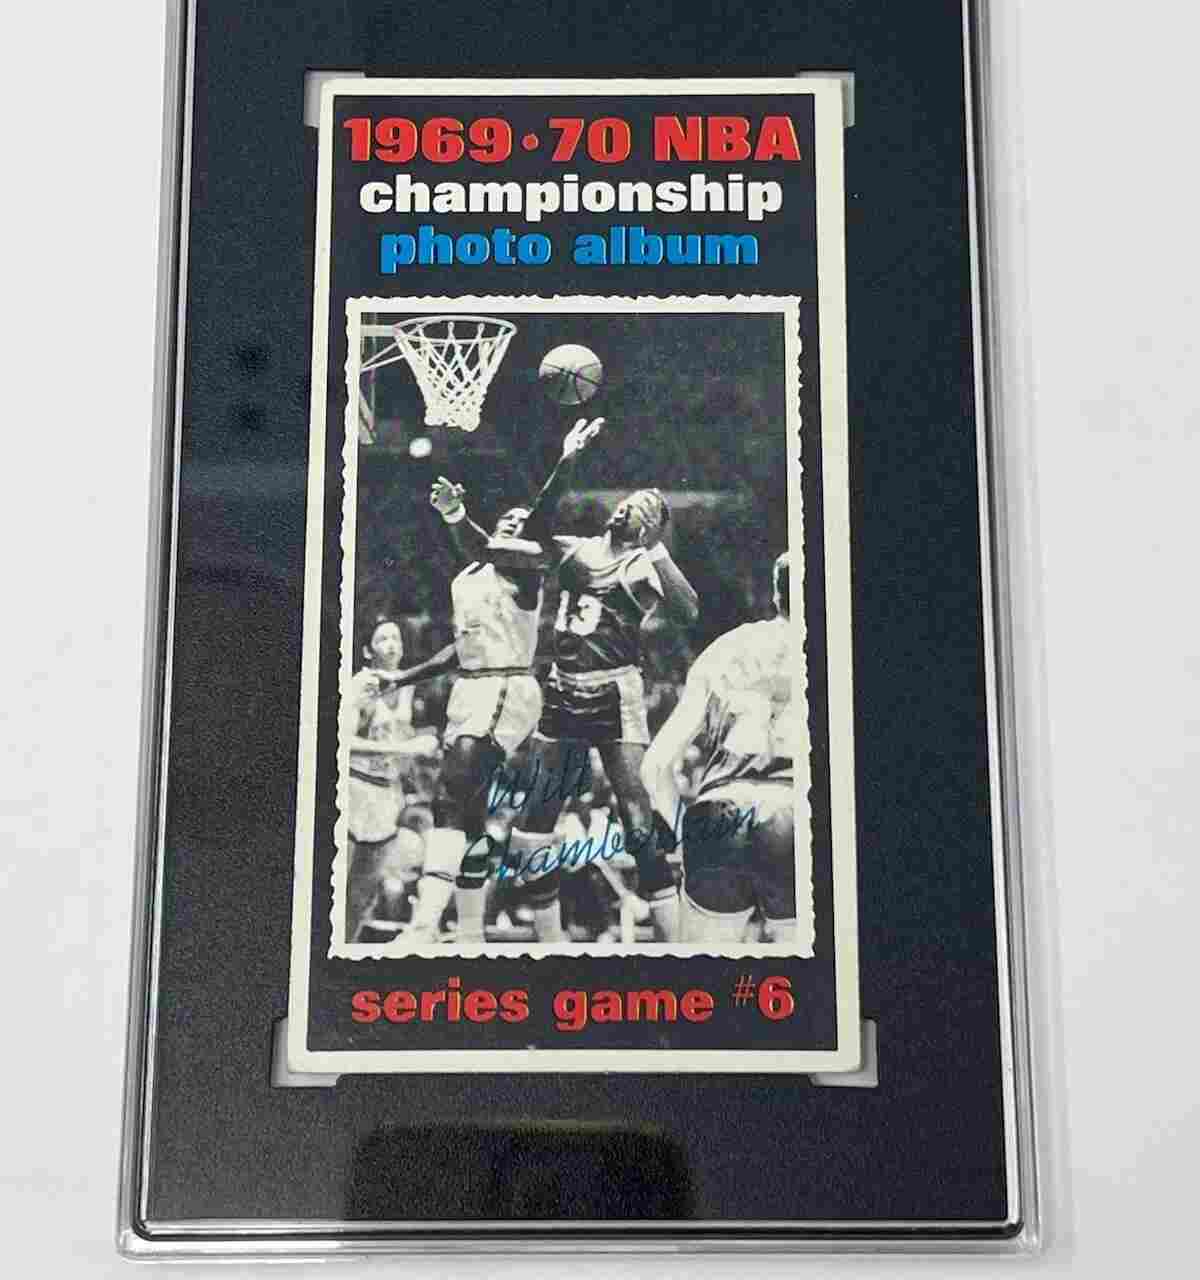 1969·70 NBA
championship
photo album
13
Wilt
Chamberlain
series game #6